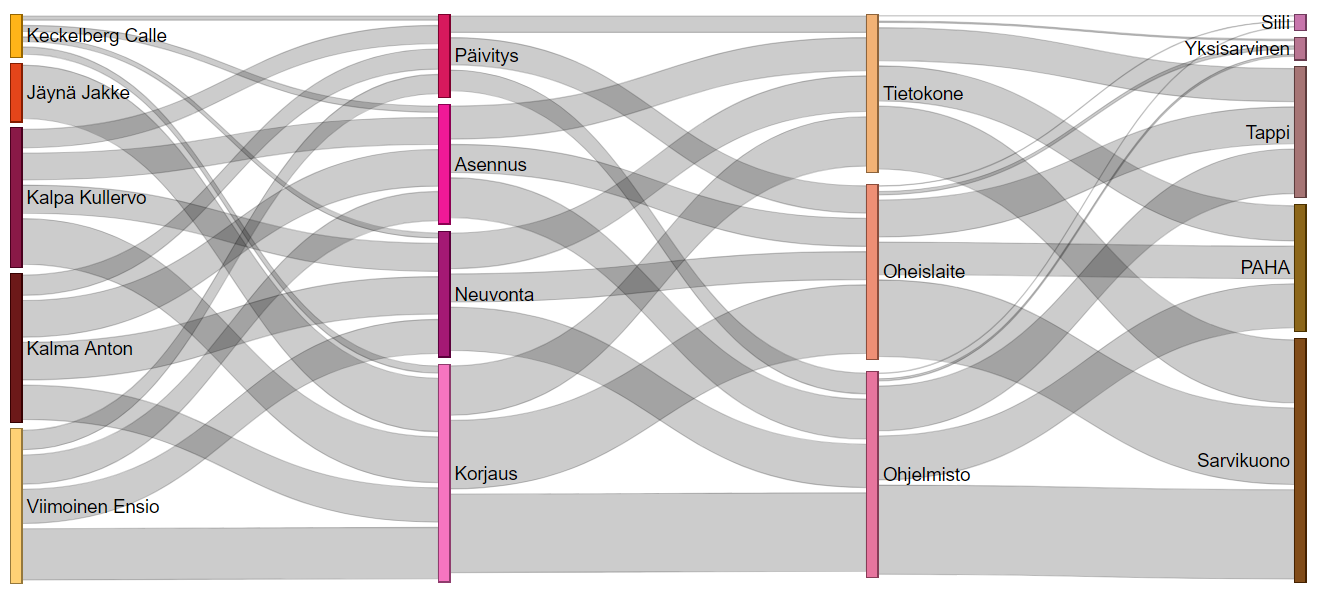 Keckelberg Calle
Jäynä Jakke
Kalpa Kullervo
Kalma Anton
Viimoinen Ensio
Päivitys
Asennus
Neuvonta
Korjaus
Tietokone
Oheislaite
Ohjelmisto
Siili
Yksisarvinen
Tappi
PAHA
Sarvikuono